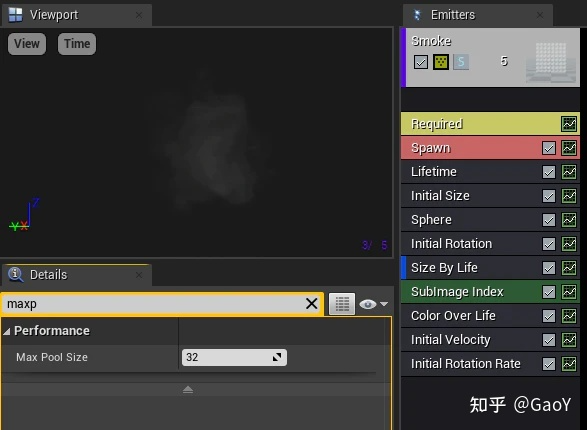 Viewport
View
Time
Z
Y X
3/ 5
Details
maxp
Performance
Max Pool Size
32
Emitters
Smoke
S
5
Required
Spawn
Lifetime
Initial Size
Sphere
Initial Rotation
Size By Life
SubImage Index
Color Over Life
Initial Velocity
Initial Rotation Rate
知乎 @GaoY